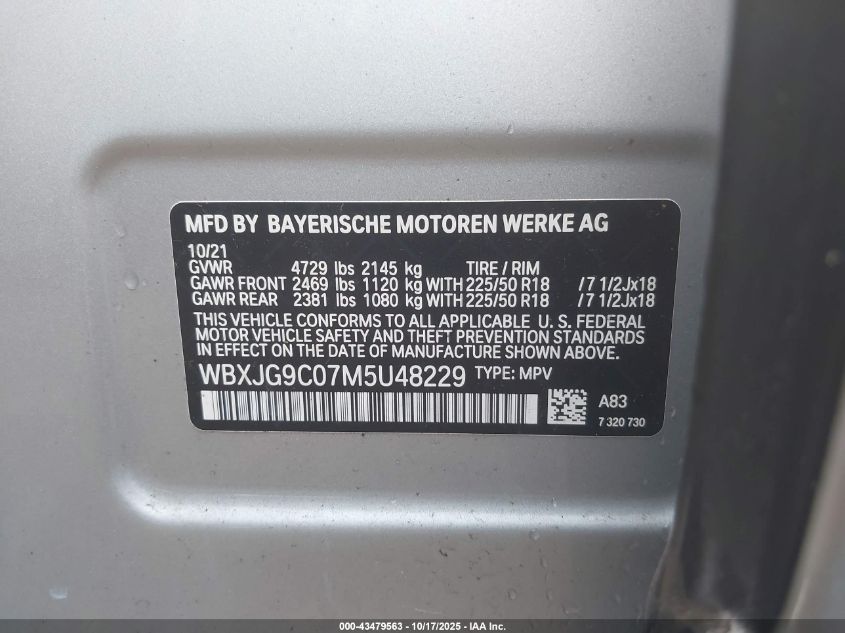 MFD BY BAYERISCHE MOTOREN WERKE AG
10/21
GVWR 4729 lbs 2145 kg TIRE / RIM
GAWR FRONT 2469 lbs 1120 kg WITH 225/50 R18 / 7 1/2Jx18
GAWR REAR 2381 lbs 1080 kg WITH 225/50 R18 / 7 1/2Jx18
THIS VEHICLE CONFORMS TO ALL APPLICABLE U. S. FEDERAL
MOTOR VEHICLE SAFETY AND THEFT PREVENTION STANDARDS
IN EFFECT ON THE DATE OF MANUFACTURE SHOWN ABOVE.
WBXJG9C07M5U48229 TYPE: MPV
A83
7 320 730
000-43479563 - 10/17/2025 - IAA Inc.